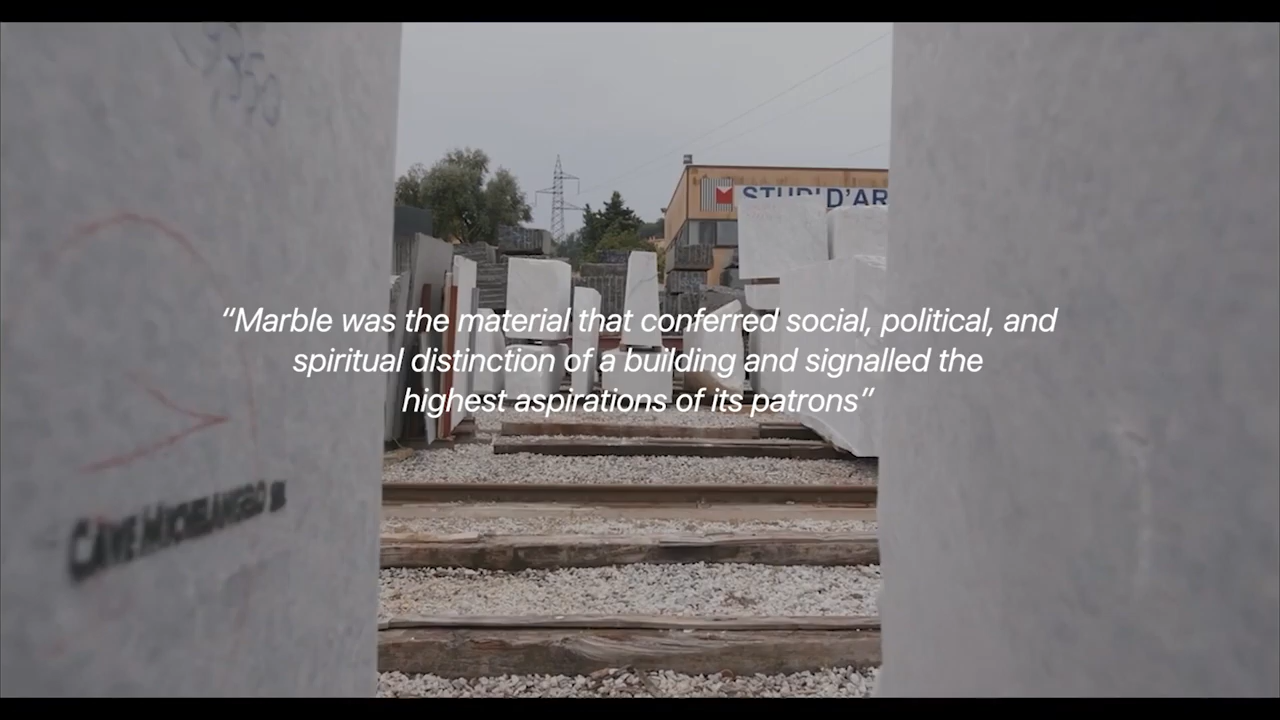 STUDI D'AR
“Marble was the material that conferred social, political, and
spiritual distinction of a building and signalled the
highest aspirations of its patrons”
CAVE MICHELANGELO